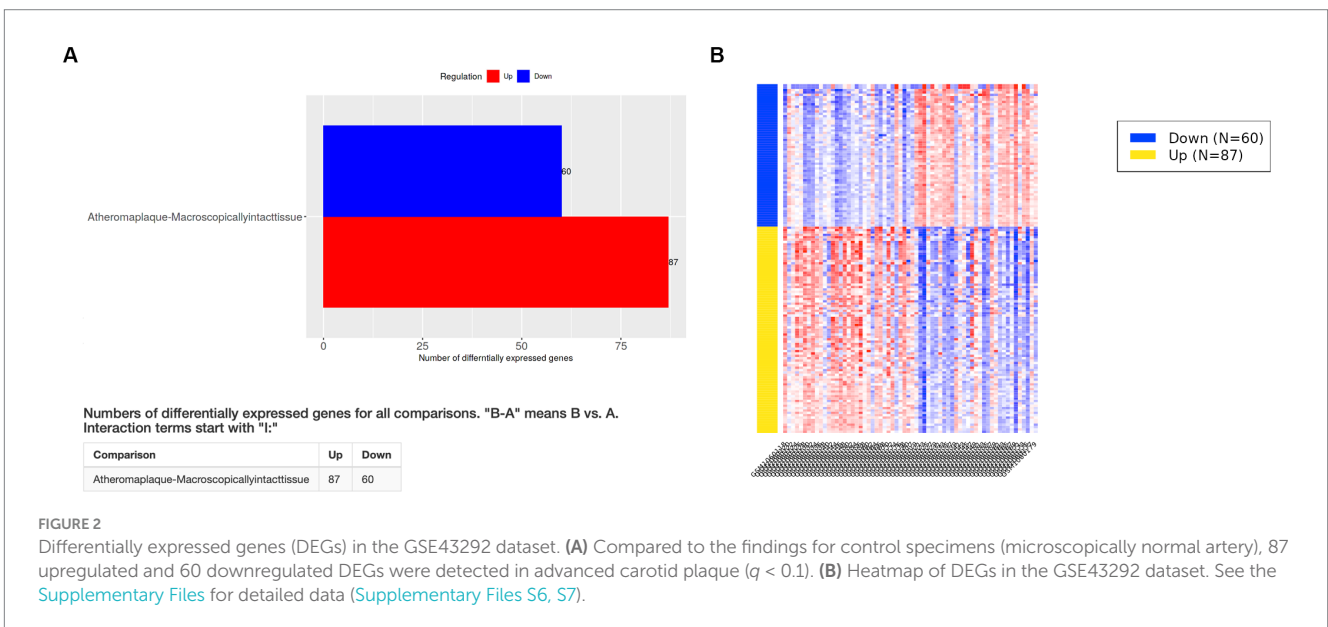 A
Regulation Up Down
60
Atheromaplaque-Macroscopicallyintacttissue
87
0 25 50 75
Number of differntially expressed genes
Numbers of differentially expressed genes for all comparisons. "B-A" means B vs. A.
Interaction terms start with "I:"
Comparison Up Down
Atheromaplaque-Macroscopicallyintacttissue 87 60
B
Down (N=60)
Up (N=87)
FIGURE 2
Differentially expressed genes (DEGs) in the GSE43292 dataset. (A) Compared to the findings for control specimens (microscopically normal artery), 87
upregulated and 60 downregulated DEGs were detected in advanced carotid plaque (q < 0.1). (B) Heatmap of DEGs in the GSE43292 dataset. See the
Supplementary Files for detailed data (Supplementary Files S6, S7).